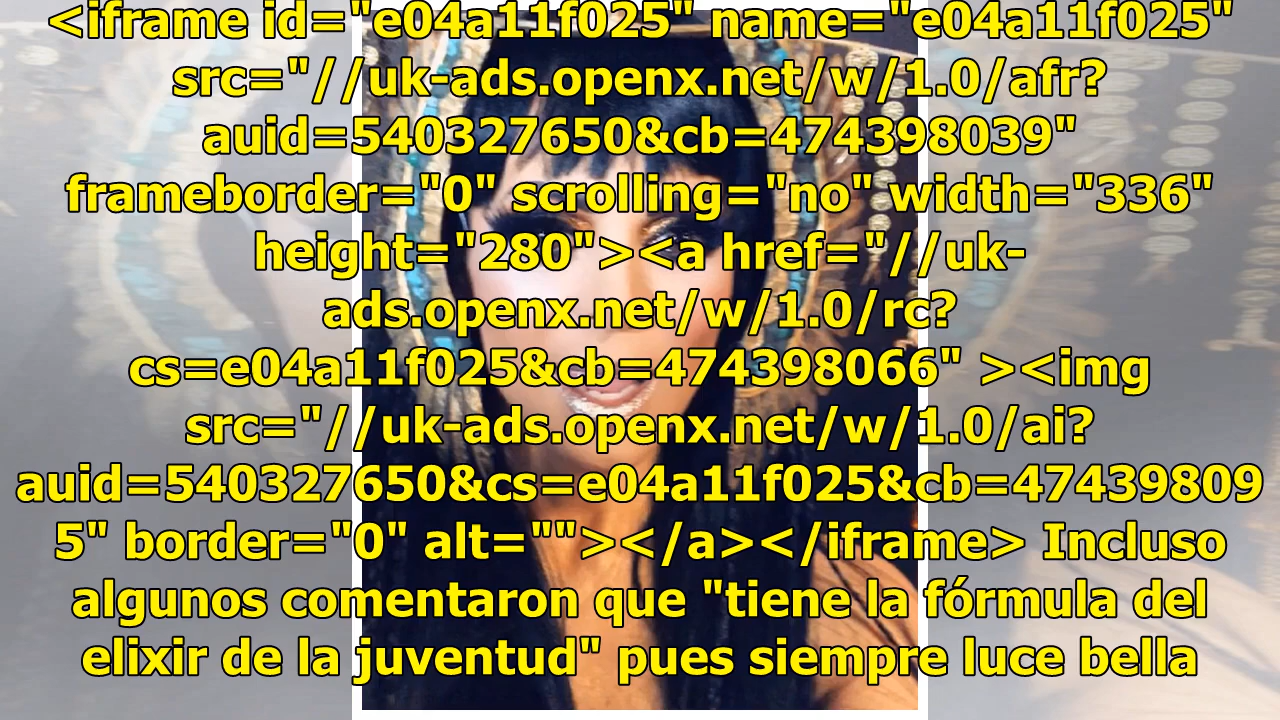 <iframe id="e04a11f025" name="e04a11f025"
src="//uk-ads.openx.net/w/1.0/afr?
auid=540327650&cb=474398039"
frameborder="0" scrolling="no" width="336"
height="280"><a href="//uk-
ads.openx.net/w/1.0/rc?
cs=e04a11f025&cb=474398066" ><img
src="//uk-ads.openx.net/w/1.0/ai?
auid=540327650&cs=e04a11f025&cb=47439809
5" border="0" alt=""></a></iframe> Incluso
algunos comentaron que "tiene la fórmula del
elixir de la juventud" pues siempre luce bella